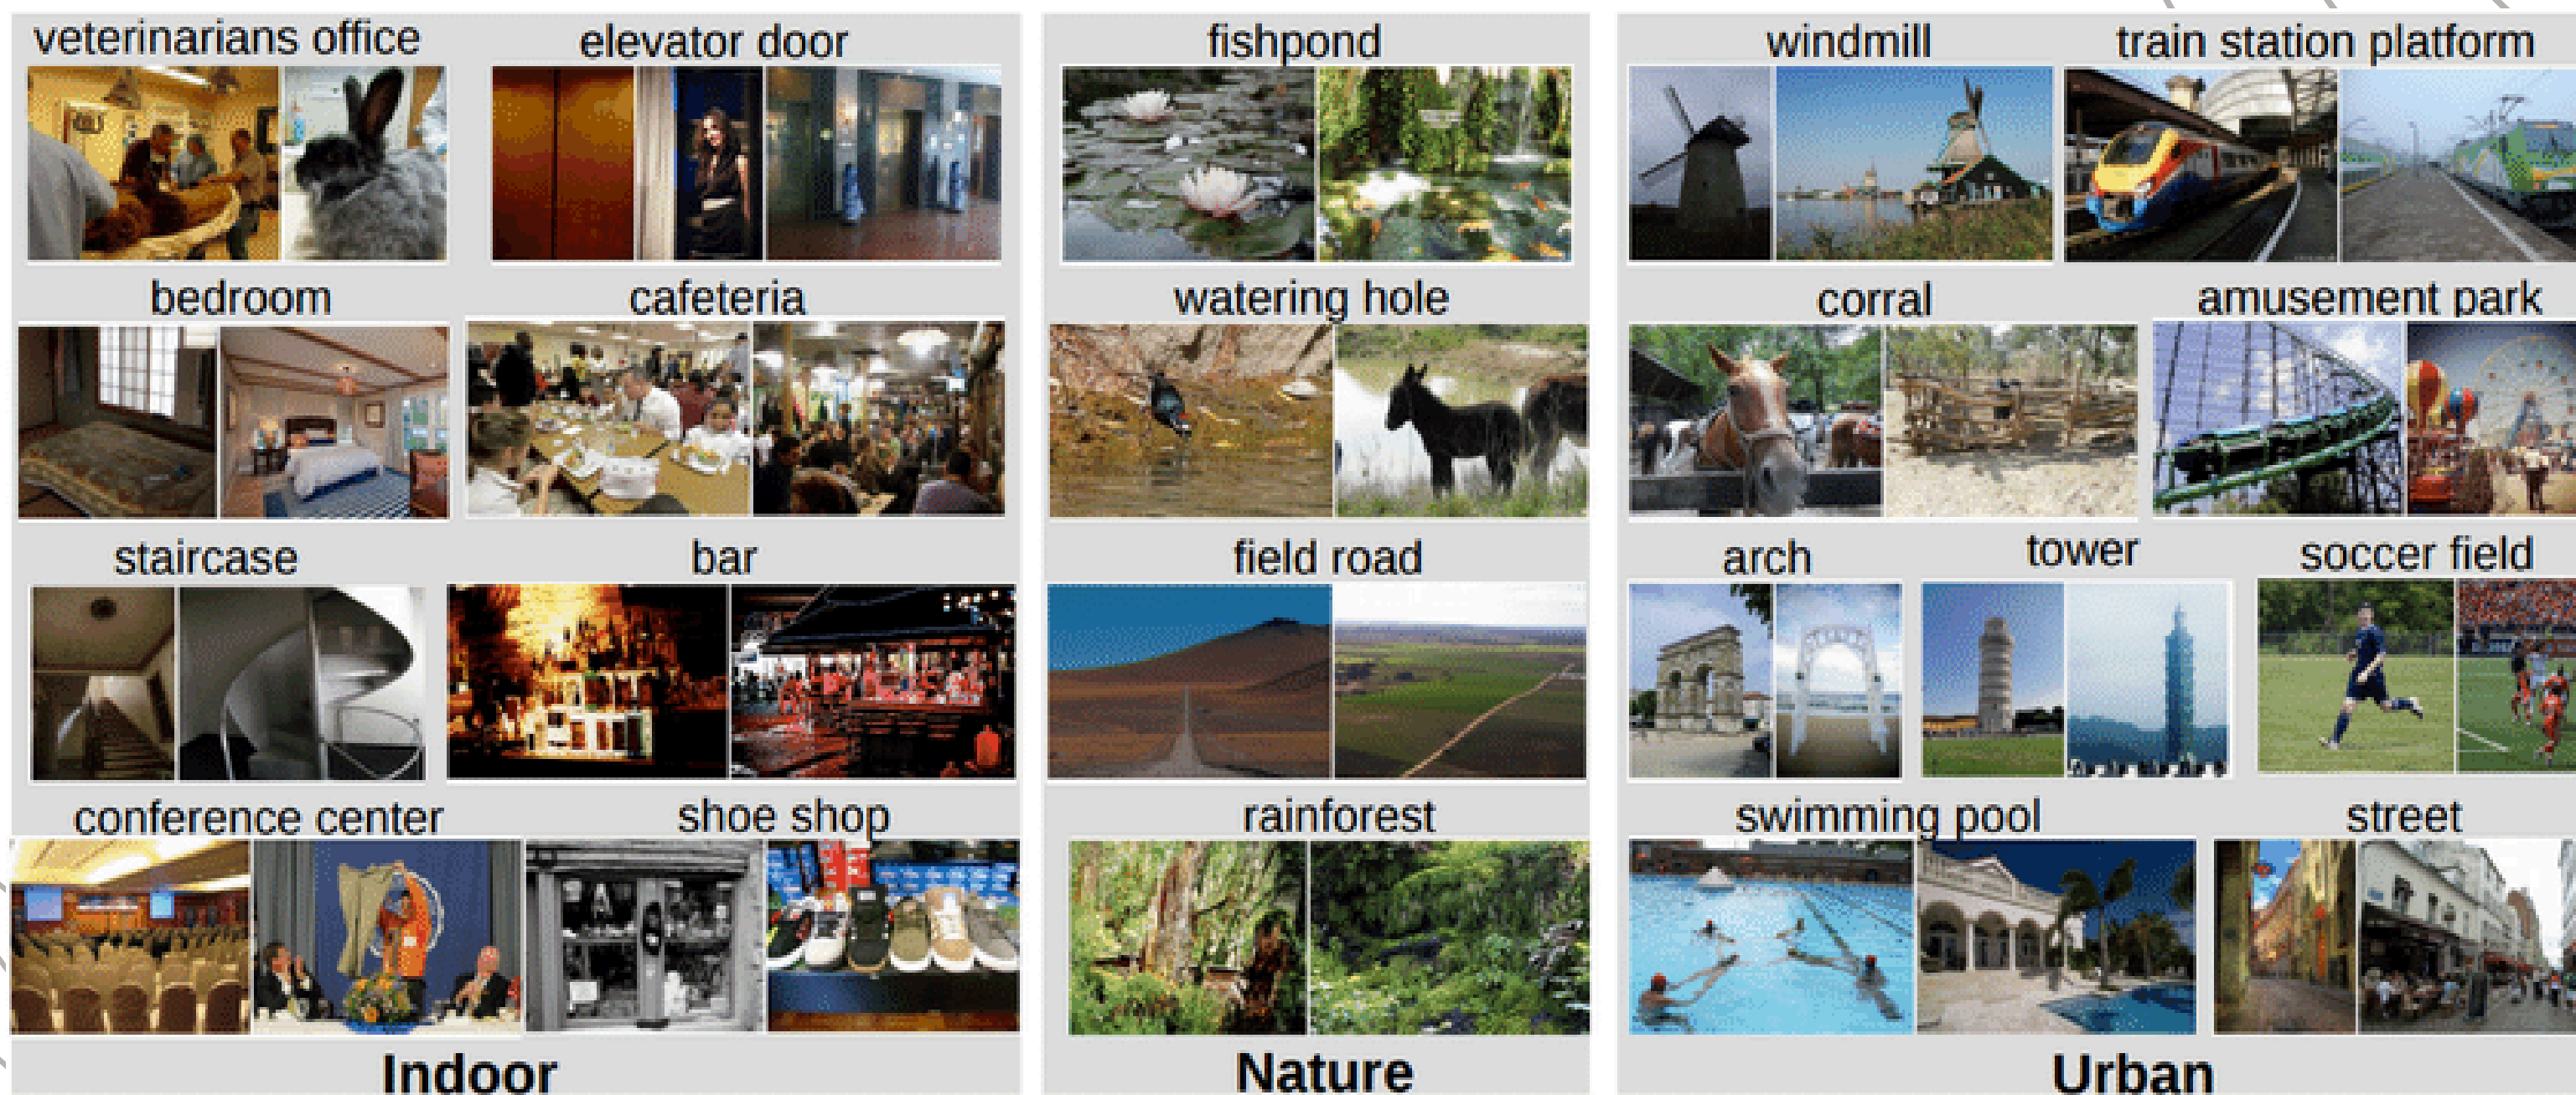 veterinarians office
elevator door
bedroom
cafeteria
staircase
bar
conference center
shoe shop
Indoor
fishpond
watering hole
field road
rainforest
Nature
windmill
train station platform
corral
amusement park
arch
tower
soccer field
swimming pool
street
Urban